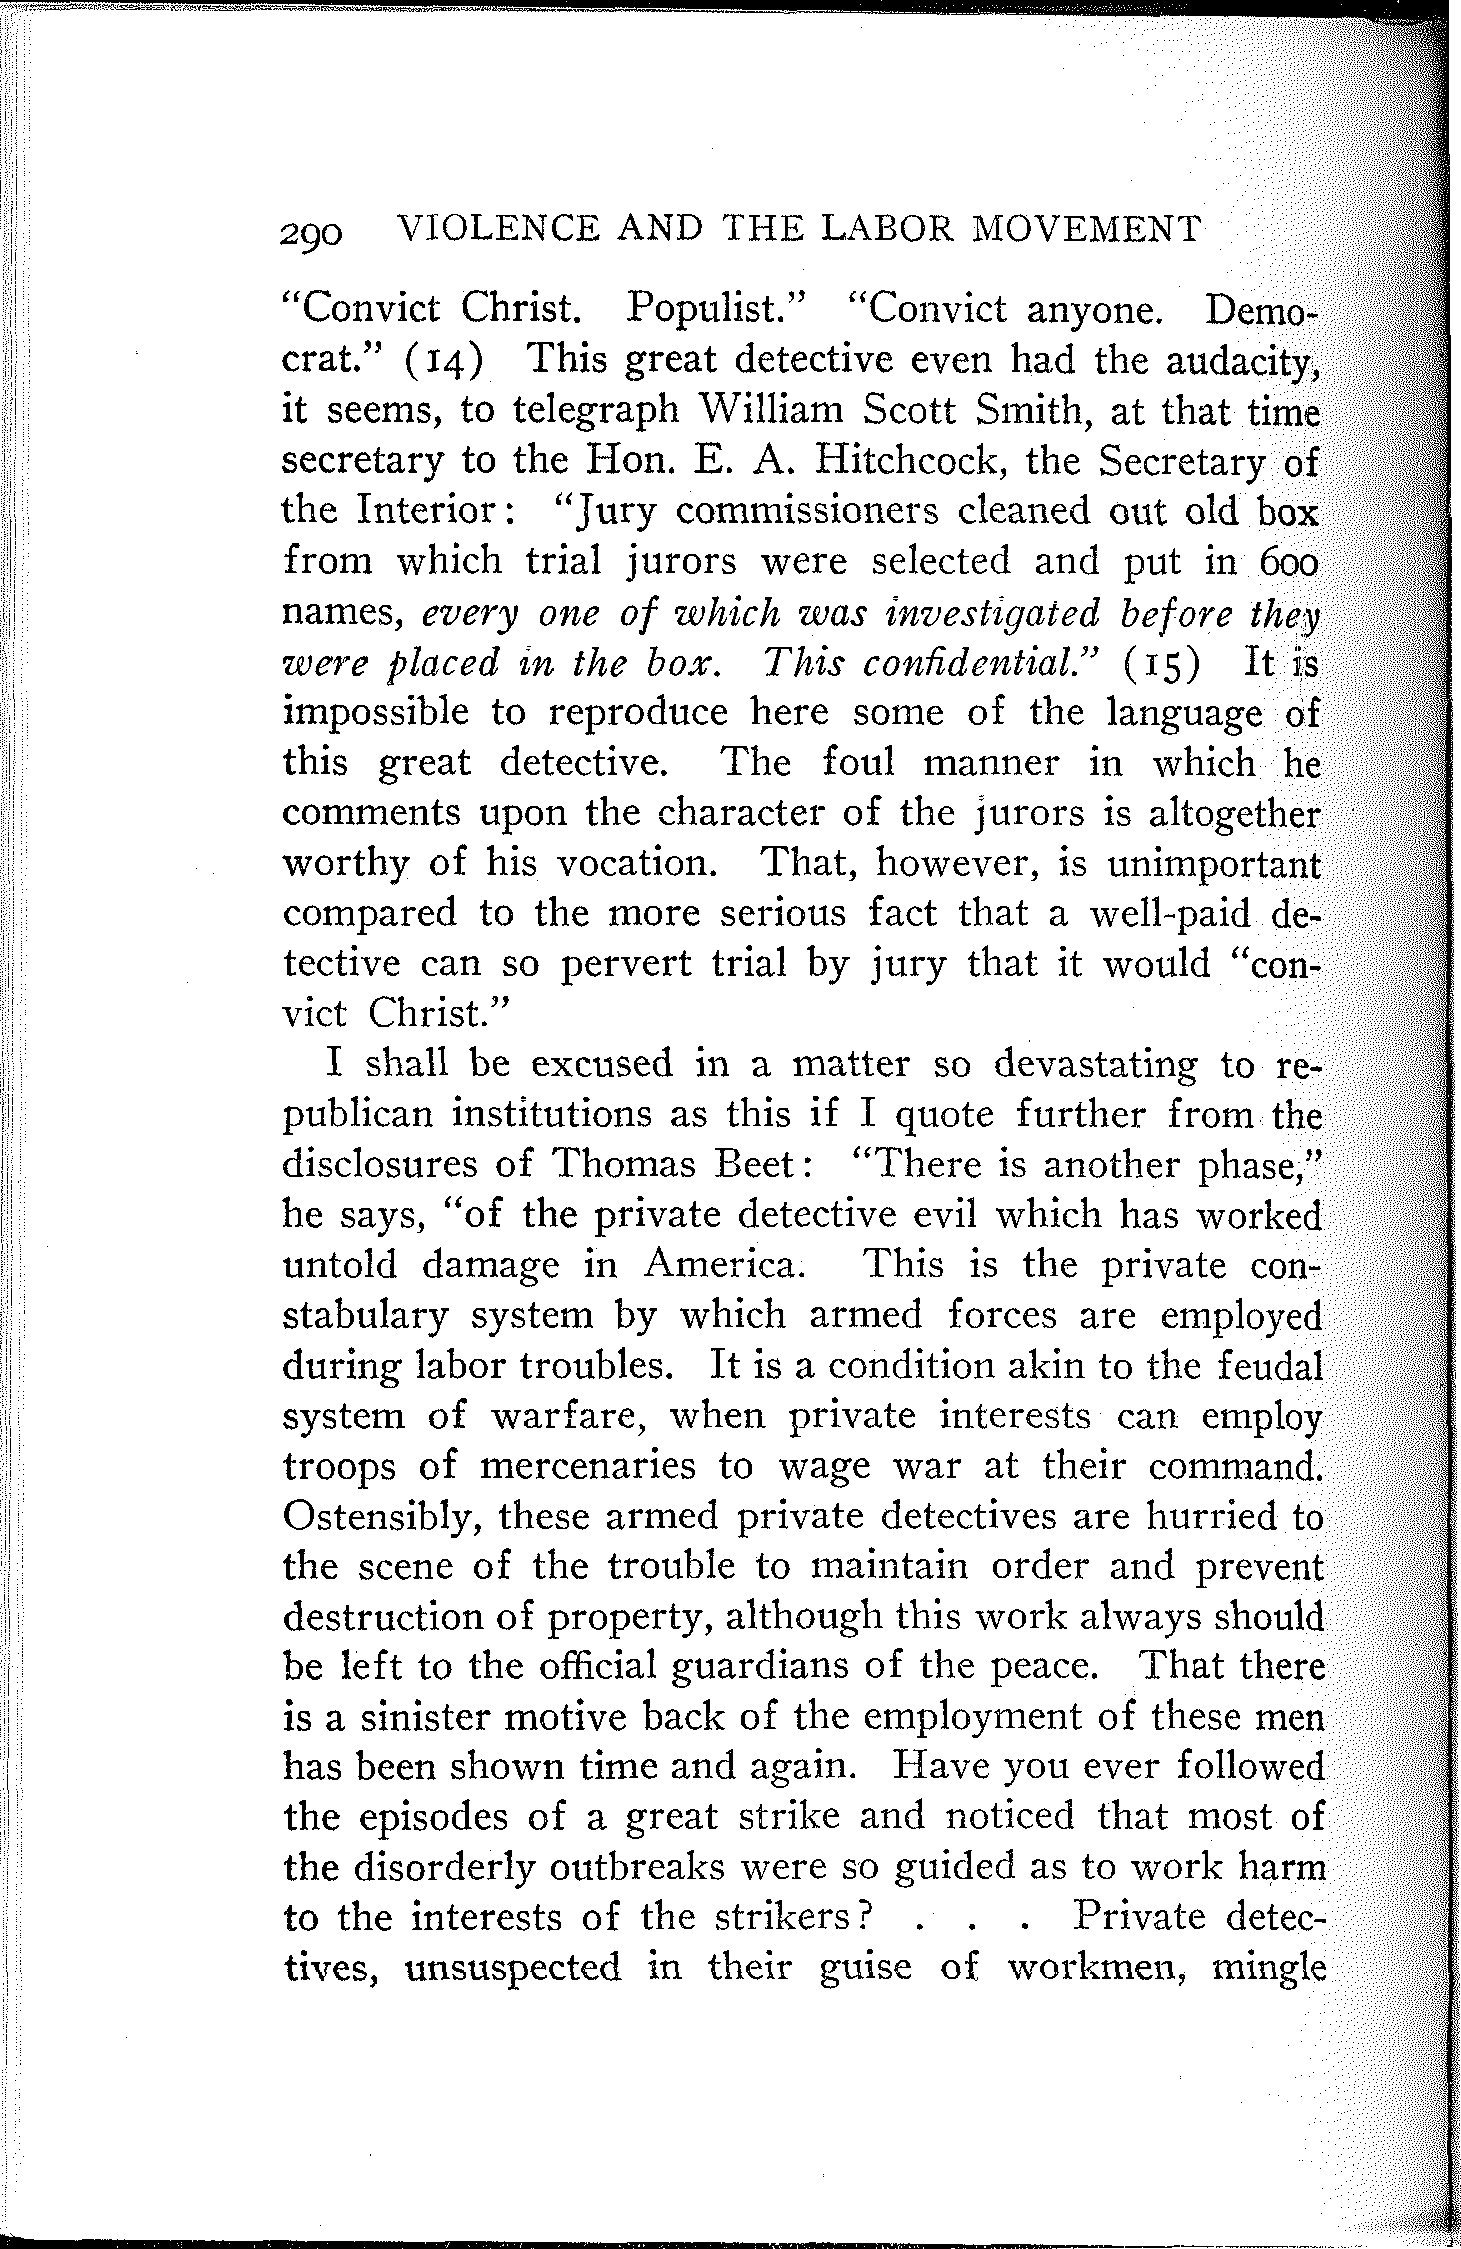 290 VIOLENCE AND THE LABOR MOVEMENT
“Convict Christ. Populist.” “Convict anyone. Demo-
crat.” (14) This great detective even had the audacity,
it seems, to telegraph William Scott Smith, at that time
secretary to the Hon. E. A. Hitchcock, the Secretary of
the Interior: “Jury commissioners cleaned out old box
from which trial jurors were selected and put in 600
names, every one of which was investigated before they
were placed in the box. This confidential.” (15) It is
impossible to reproduce here some of the language of
this great detective. The foul manner in which he
comments upon the character of the jurors is altogether
worthy of his vocation. That, however, is unimportant
compared to the more serious fact that a well-paid de-
tective can so pervert trial by jury that it would “con-
vict Christ.”
I shall be excused in a matter so devastating to re-
publican institutions as this if I quote further from the
disclosures of Thomas Beet: “There is another phase,”
he says, “of the private detective evil which has worked
untold damage in America. This is the private con-
stabulary system by which armed forces are employed
during labor troubles. It is a condition akin to the feudal
system of warfare, when private interests can employ
troops of mercenaries to wage war at their command.
Ostensibly, these armed private detectives are hurried to
the scene of the trouble to maintain order and prevent
destruction of property, although this work always should
be left to the official guardians of the peace. That there
is a sinister motive back of the employment of these men
has been shown time and again. Have you ever followed
the episodes of a great strike and noticed that most of
the disorderly outbreaks were so guided as to work harm
to the interests of the strikers? . . . Private detec-
tives, unsuspected in their guise of workmen, mingle